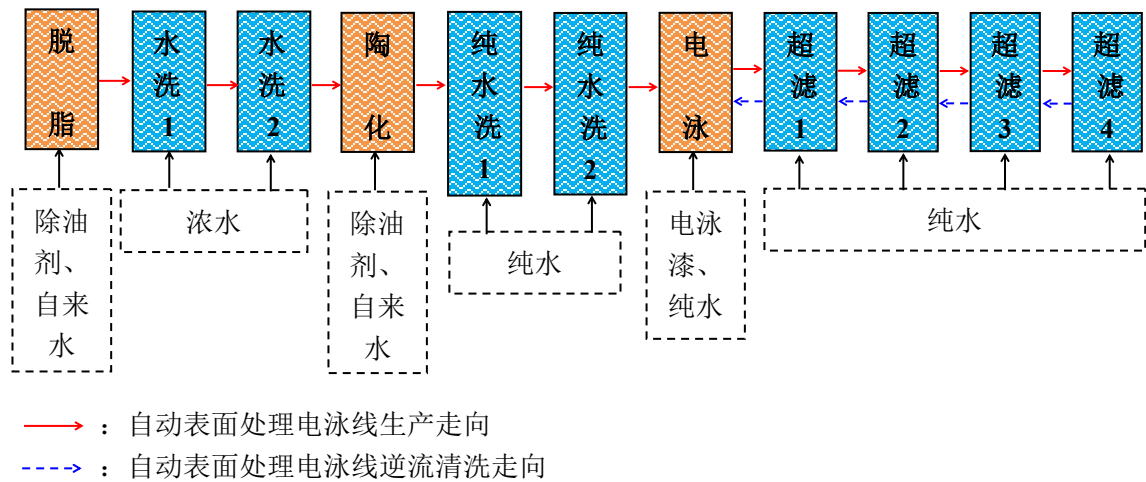 脱脂
水洗1
水洗2
陶化
纯水洗1
纯水洗2
电泳
超滤1
超滤2
超滤3
超滤4
除油
剂、
自来
水
浓水
除油
剂、
自来
水
纯水
电泳
漆、
纯水
纯水
：自动表面处理电泳线生产走向
：自动表面处理电泳线逆流清洗走向